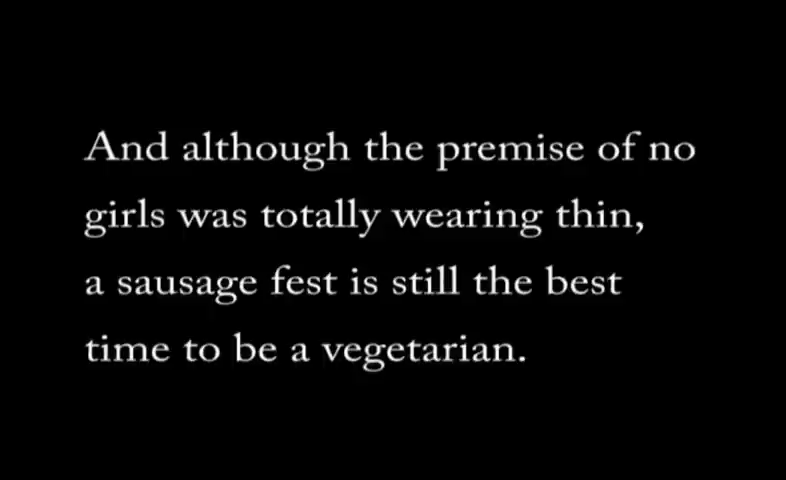 And although the premise of no
girls was totally wearing thin,
a sausage fest is still the best
time to be a vegetarian.